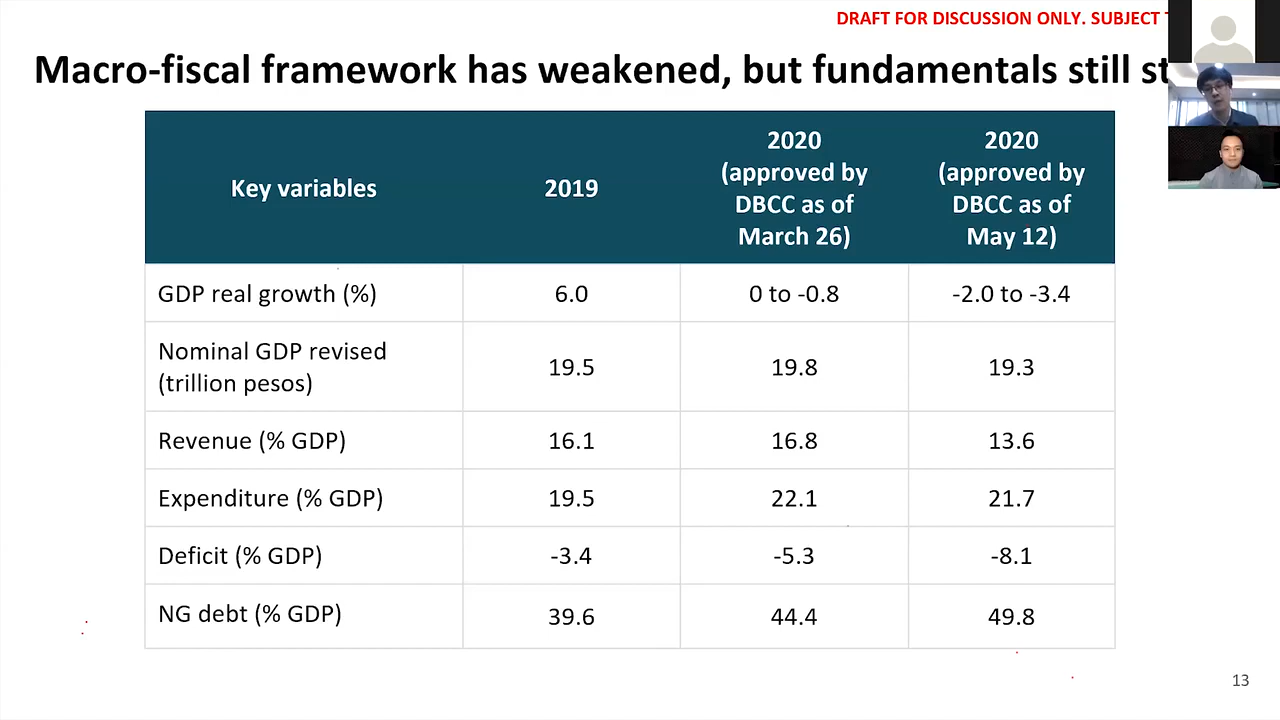 DRAFT FOR DISCUSSION ONLY. SUBJECT
Macro-fiscal framework has weakened, but fundamentals still
Key variables
2019
2020
(approved by
DBCC as of
March 26)
2020
(approved by
DBCC as of
May 12)
GDP real growth (%)
6.0
0 to -0.8
-2.0 to -3.4
Nominal GDP revised
(trillion pesos)
19.5
19.8
19.3
Revenue (% GDP)
16.1
16.8
13.6
Expenditure (% GDP)
19.5
22.1
21.7
Deficit (% GDP)
-3.4
-5.3
-8.1
NG debt (% GDP)
39.6
44.4
49.8
13